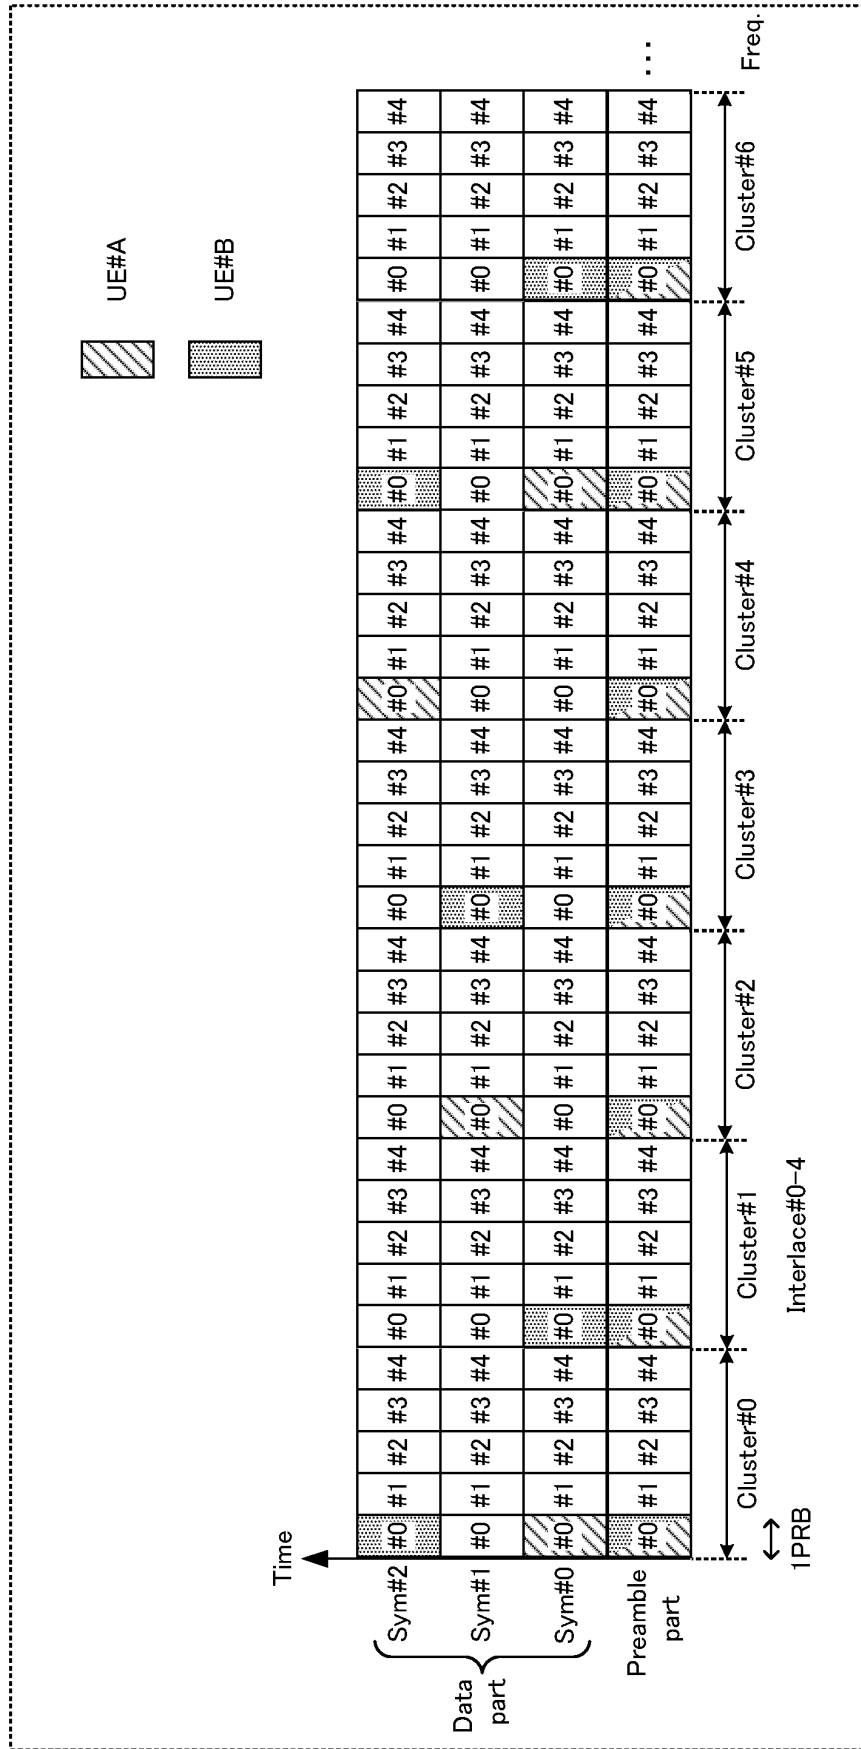 UE#A
UE#B
Time
Data part
Sym#2 #0 #1 #2 #3 #4 #0 #1 #2 #3 #4 #0 #1 #2 #3 #4 #0 #1 #2 #3 #4 #0 #1 #2 #3 #4 #0 #1 #2 #3 #4 #0 #1 #2 #3 #4
Sym#1 #0 #1 #2 #3 #4 #0 #1 #2 #3 #4 #0 #1 #2 #3 #4 #0 #1 #2 #3 #4 #0 #1 #2 #3 #4 #0 #1 #2 #3 #4 #0 #1 #2 #3 #4
Sym#0 #0 #1 #2 #3 #4 #0 #1 #2 #3 #4 #0 #1 #2 #3 #4 #0 #1 #2 #3 #4 #0 #1 #2 #3 #4 #0 #1 #2 #3 #4 #0 #1 #2 #3 #4
Preamble part #0 #1 #2 #3 #4 #0 #1 #2 #3 #4 #0 #1 #2 #3 #4 #0 #1 #2 #3 #4 #0 #1 #2 #3 #4 #0 #1 #2 #3 #4 #0 #1 #2 #3 #4 ...
Cluster#0 Cluster#1 Cluster#2 Cluster#3 Cluster#4 Cluster#5 Cluster#6 Freq.
1PRB
Interlace#0-4